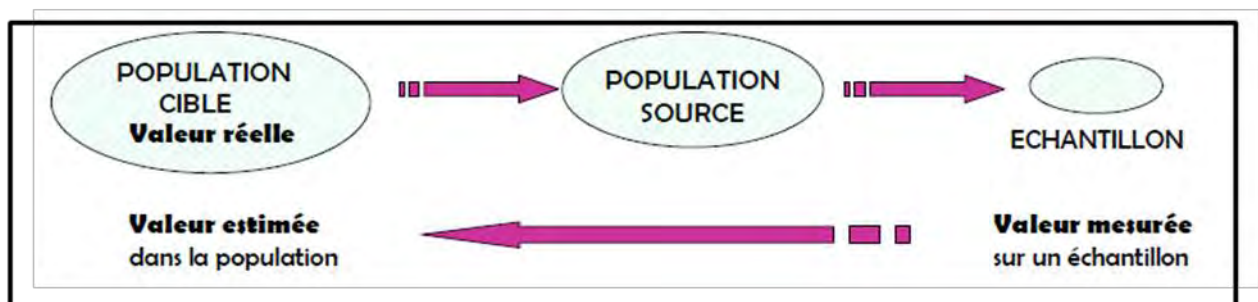 POPULATION
CIBLE
Valeur réelle
POPULATION
SOURCE
ECHANTILLON
Valeur estimée
dans la population
Valeur mesurée
sur un échantillon